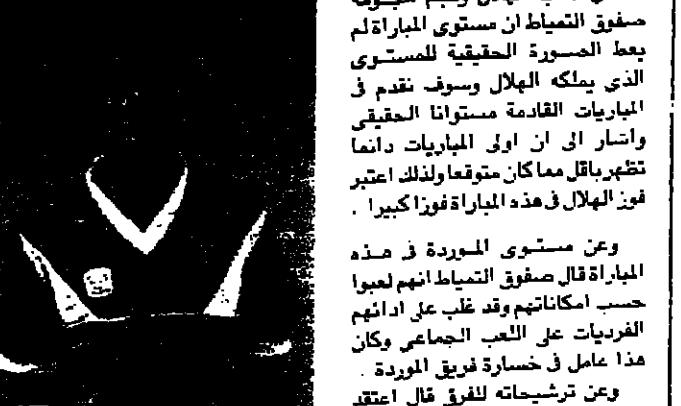 صفوق التمياط ان مستوى المباراة لم
يعط الصورة الحقيقية للمستوى
الذي يملكه الهلال وسوف نقدم في
المباريات القادمة مستوانا الحقيقي
واشار الى ان اولى المباريات دائما
تظهر باقل مما كان متوقعا ولذلك اعتبر
فوز الهلال في هذه المباراة فوزا كبيرا .
وعن مستوى الموردة في هذه
المباراة قال صفوق التمياط انهم لعبوا
حسب امكاناتهم وقد غلب على ادائهم
الفرديات على اللعب الجماعي وكان
هذا عامل في خسارة فريق الموردة .
وعن ترشيحاته للفرق قال اعتقد